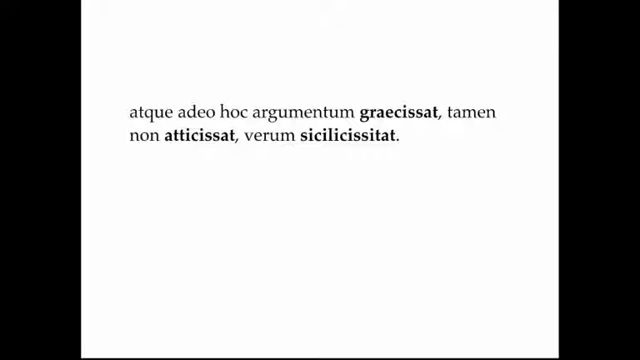 atque adeo hoc argumentum graecissat, tamen
non atticissat, verum sicilicissitat.